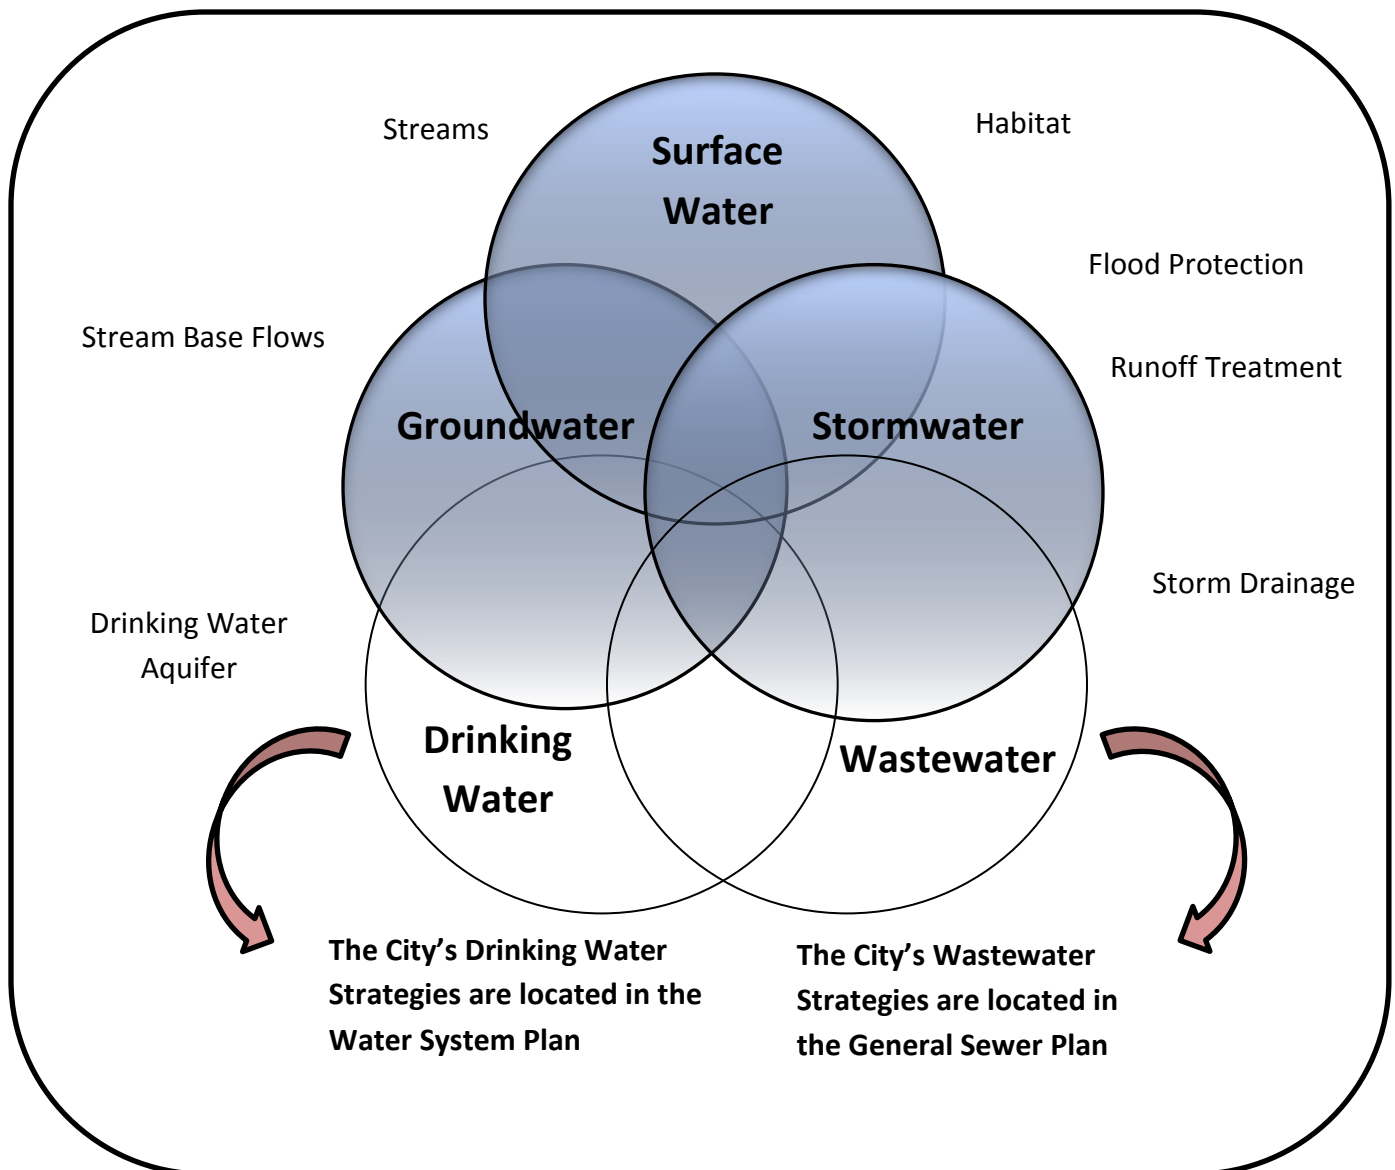 Streams
Habitat
Surface
Water
Flood Protection
Stream Base Flows
Runoff Treatment
Groundwater
Stormwater
Storm Drainage
Drinking Water
Aquifer
Drinking
Water
Wastewater
The City’s Drinking Water
Strategies are located in the
Water System Plan
The City’s Wastewater
Strategies are located in
the General Sewer Plan